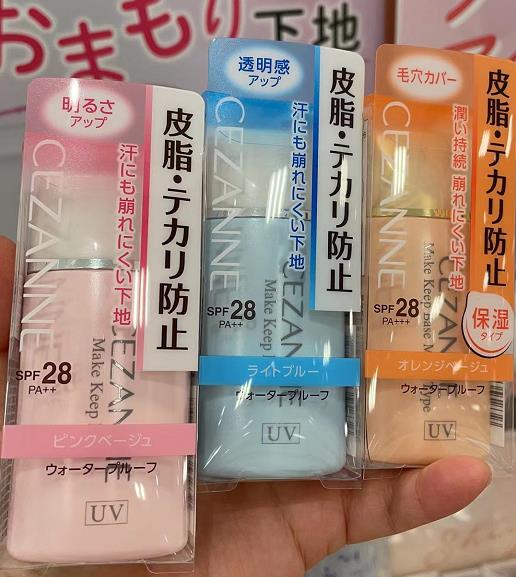 おまもり下地
明るさ
アップ
皮脂・テカリ防止
汗にも崩れにくい下地
CEZANNE
CEZANNE
Make Keep
SPF28
PA++
ピンクベージュ
ウォータープルーフ
UV
透明感
アップ
皮脂・テカリ防止
汗にも崩れにくい下地
CEZANNE
CEZANNE
Make Keep
SPF28
PA++
ライトブルー
ウォータープルーフ
UV
毛穴カバー
皮脂・テカリ防止
潤い持続 崩れにくい下地
CEZANNE
CEZANNE
Make Keep Base
Type
SPF28
PA+++
保湿
タイプ
オレンジベージュ
ウォータープルーフ
UV